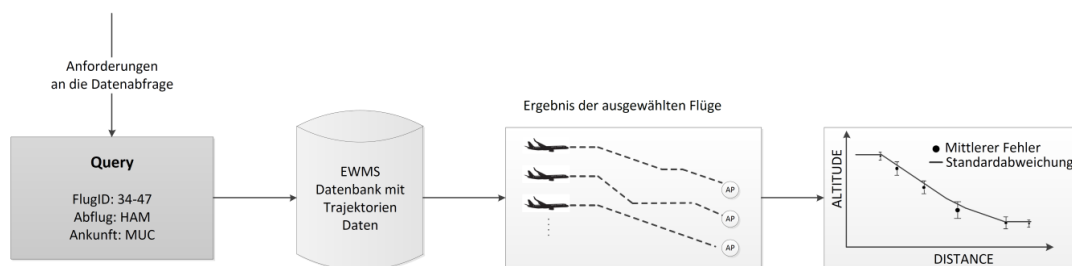 Anforderungen
an die Datenabfrage
Query
FlugID: 34-47
Abflug: HAM
Ankunft: MUC
EWMS
Datenbank mit
Trajektorien
Daten
Ergebnis der ausgewählten Flüge
AP
AP
AP
Mittlerer Fehler
Standardabweichung
ALTITUDE
DISTANCE